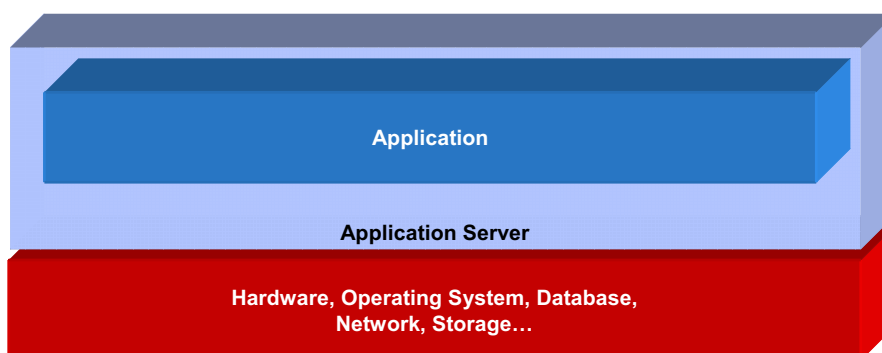 Application
Application Server
Hardware, Operating System, Database,
Network, Storage…